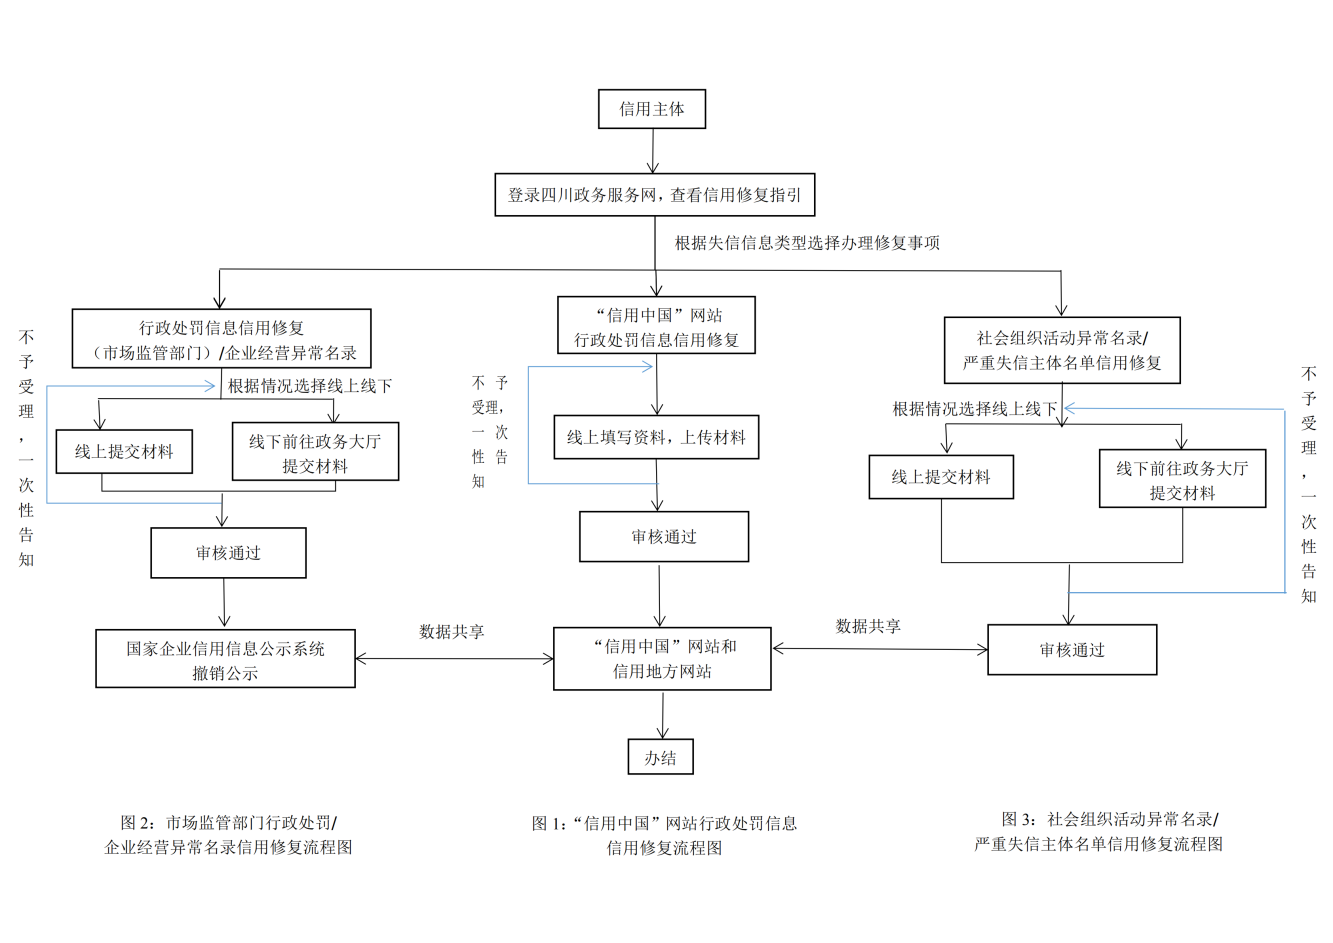 信用主体
登录四川政务服务网，查看信用修复指引
根据失信信息类型选择办理修复事项
行政处罚信息信用修复
（市场监管部门）/企业经营异常名录
根据情况选择线上线下
线上提交材料
线下前往政务大厅
提交材料
不予受理，一次性告知
审核通过
国家企业信用信息公示系统
撤销公示
数据共享
“信用中国”网站
行政处罚信息信用修复
不予
受理，
一次
性告
知
线上填写资料，上传材料
审核通过
“信用中国”网站和
信用地方网站
办结
数据共享
社会组织活动异常名录/
严重失信主体名单信用修复
根据情况选择线上线下
线上提交材料
线下前往政务大厅
提交材料
不予受理，一次性告知
审核通过
图 2：市场监管部门行政处罚/
企业经营异常名录信用修复流程图
图 1：“信用中国”网站行政处罚信息
信用修复流程图
图 3：社会组织活动异常名录/
严重失信主体名单信用修复流程图